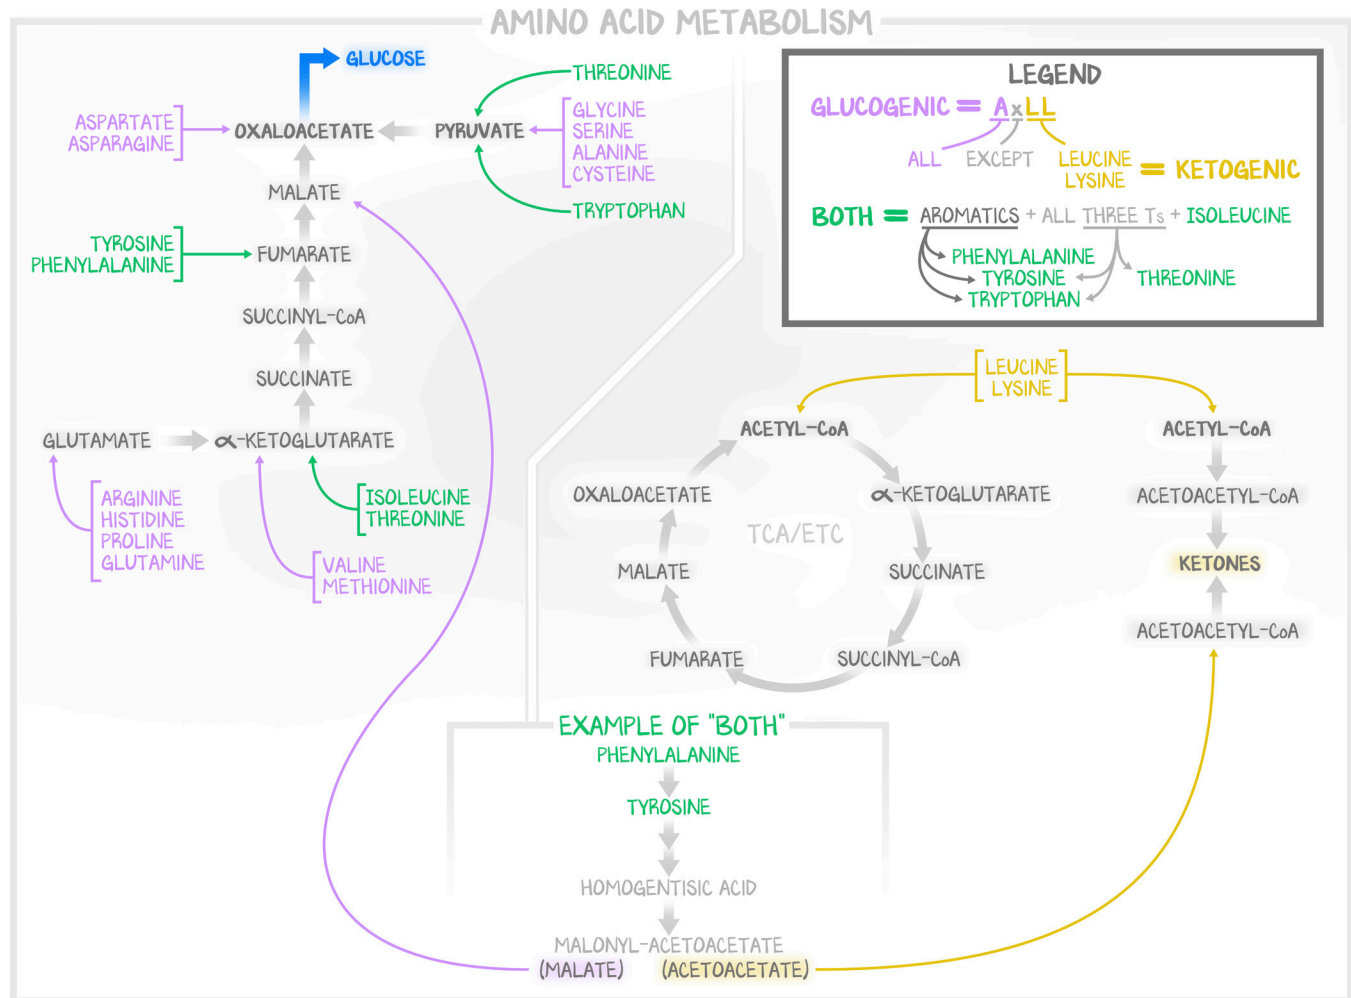 AMINO ACID METABOLISM
GLUCOSE
THREONINE
ASPARTATE
ASPARAGINE
OXALOACETATE
PYRUVATE
GLYCINE
SERINE
ALANINE
CYSTEINE
MALATE
TRYPTOPHAN
TYROSINE
PHENYLALANINE
FUMARATE
SUCCINYL-CoA
SUCCINATE
GLUTAMATE
α-KETOGLUTARATE
ARGININE
HISTIDINE
PROLINE
GLUTAMINE
ISOLEUCINE
THREONINE
VALINE
METHIONINE
LEGEND
GLUCOGENIC = A x LL
ALL
EXCEPT
LEUCINE
LYSINE
= KETOGENIC
BOTH = AROMATICS + ALL THREE Ts + ISOLEUCINE
PHENYLALANINE
TYROSINE
THREONINE
TRYPTOPHAN
LEUCINE
LYSINE
ACETYL-CoA
OXALOACETATE
α-KETOGLUTARATE
TCA/ETC
MALATE
SUCCINATE
FUMARATE
SUCCINYL-CoA
ACETYL-CoA
ACETOACETYL-CoA
KETONES
ACETOACETYL-CoA
EXAMPLE OF "BOTH"
PHENYLALANINE
TYROSINE
HOMOGENTISIC ACID
MALONYL-ACETOACETATE
(MALATE) (ACETOACETATE)